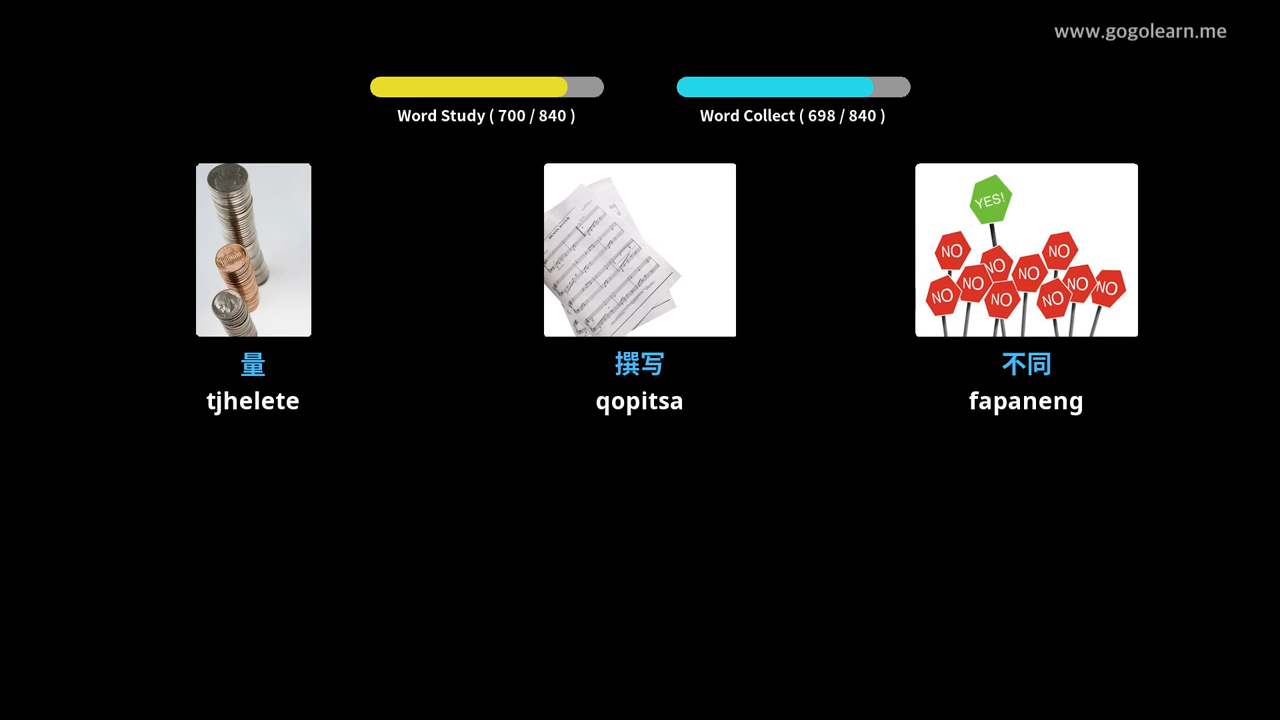 www.gogolearn.me
Word Study ( 700 / 840 )
Word Collect ( 698 / 840 )
YES!
NO
NO
NO
NO
NO
NO
NO
NO
NO
NO
量
撰写
不同
tjhelete
qopitsa
fapaneng